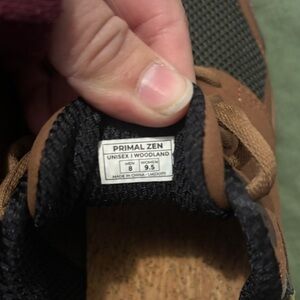 PRIMAL ZEN
UNISEX | WOODLAND
MEN WOMEN
8 9.5
MADE IN CHINA